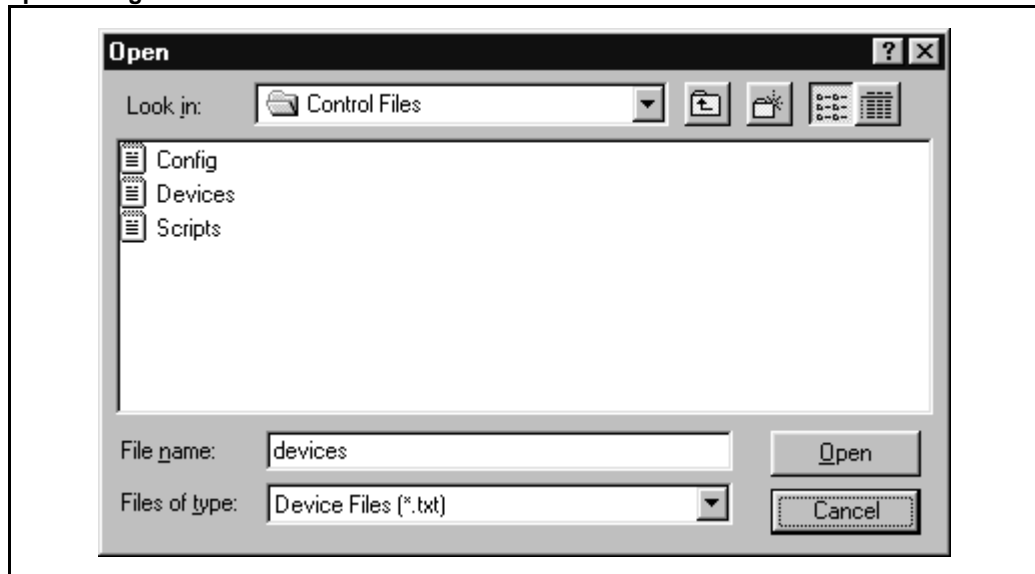 Open
Look in: Control Files
Config
Devices
Scripts
File name: devices Open
Files of type: Device Files (*.txt) Cancel